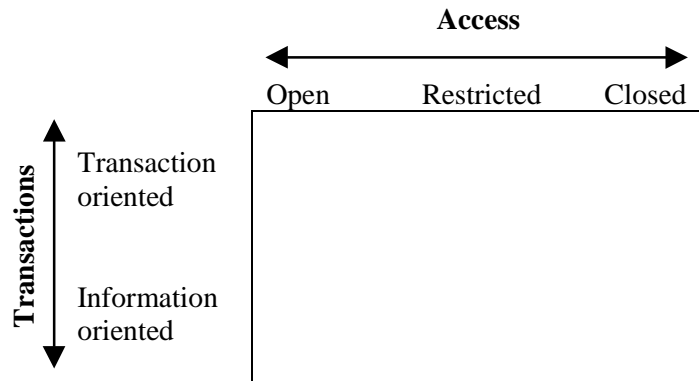 Access
Open Restricted Closed
Transactions
Transaction
oriented
Information
oriented